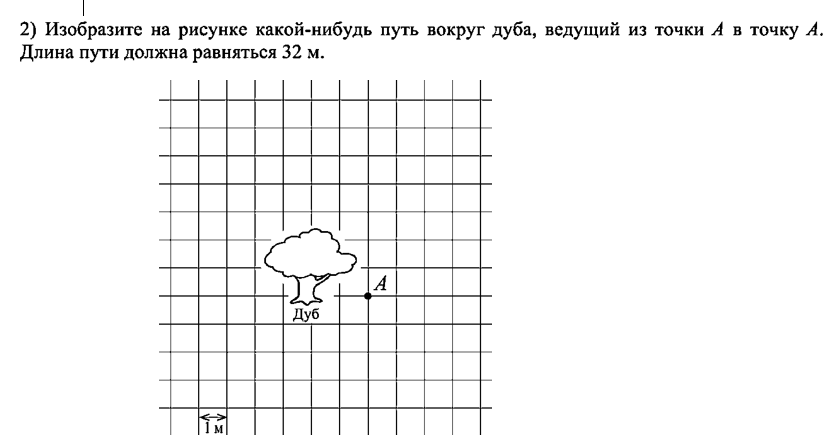 2) Изобразите на рисунке какой-нибудь путь вокруг дуба, ведущий из точки А в точку А.
Длина пути должна равняться 32 м.
А
Дуб
1 м